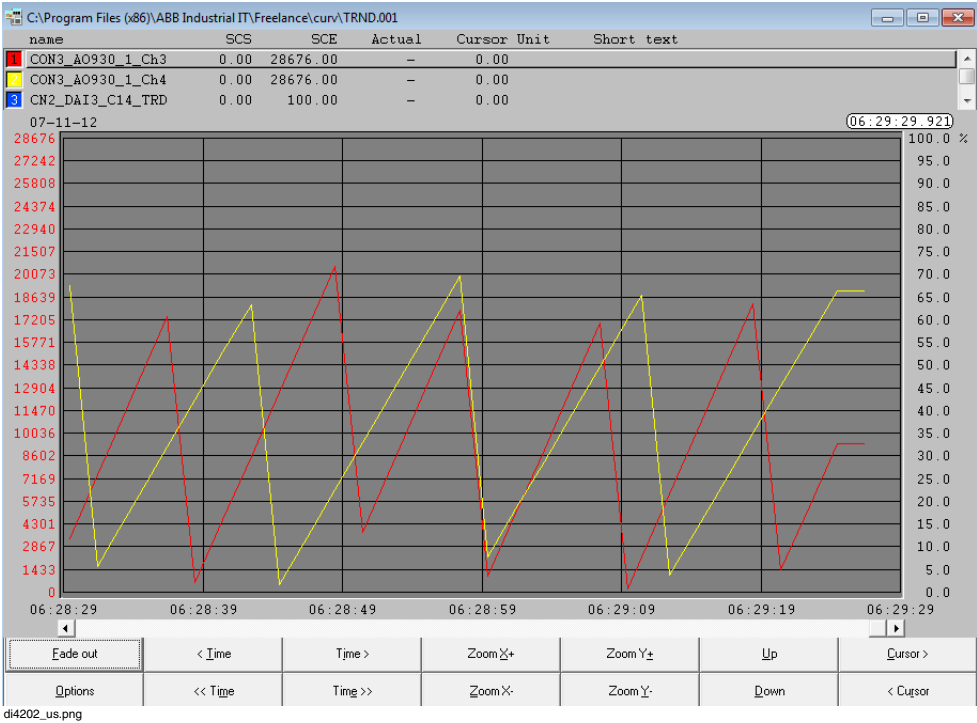 C:\Program Files (x86)\ABB Industrial IT\Freelance\curv\TRND.001
name SCS SCE Actual Cursor Unit Short text
1 CON3_AO930_1_Ch3 0.00 28676.00 — 0.00
2 CON3_AO930_1_Ch4 0.00 28676.00 — 0.00
3 CN2_DAI3_C14_TRD 0.00 100.00 — 0.00
07-11-12 06:29:29.921
28676 100.0 %
27242 95.0
25808 90.0
24374 85.0
22940 80.0
21507 75.0
20073 70.0
18639 65.0
17205 60.0
15771 55.0
14338 50.0
12904 45.0
11470 40.0
10036 35.0
8602 30.0
7169 25.0
5735 20.0
4301 15.0
2867 10.0
1433 5.0
0 0.0
06:28:29 06:28:39 06:28:49 06:28:59 06:29:09 06:29:19 06:29:29
Fade out < Time Time > Zoom X+ Zoom Y+ Up Cursor >
Options << Time Time >> Zoom X- Zoom Y- Down < Cursor
di4202_us.png